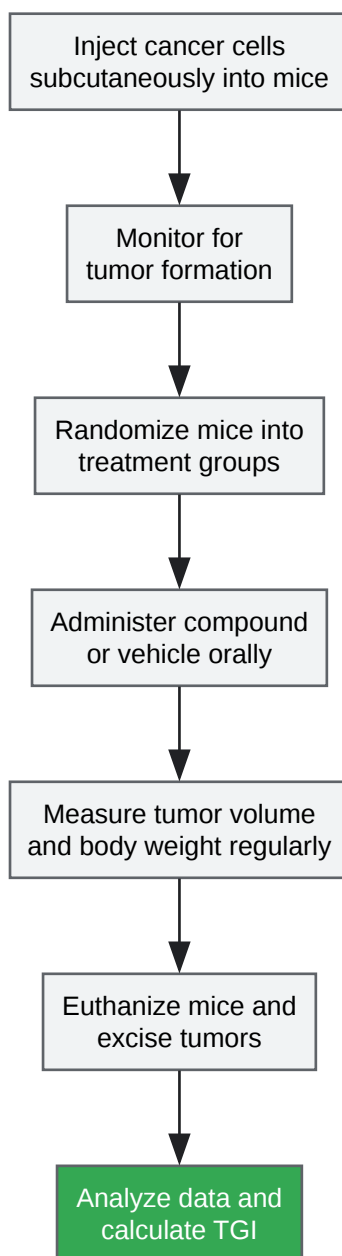 Inject cancer cells
subcutaneously into mice
Monitor for
tumor formation
Randomize mice into
treatment groups
Administer compound
or vehicle orally
Measure tumor volume
and body weight regularly
Euthanize mice and
excise tumors
Analyze data and
calculate TGI